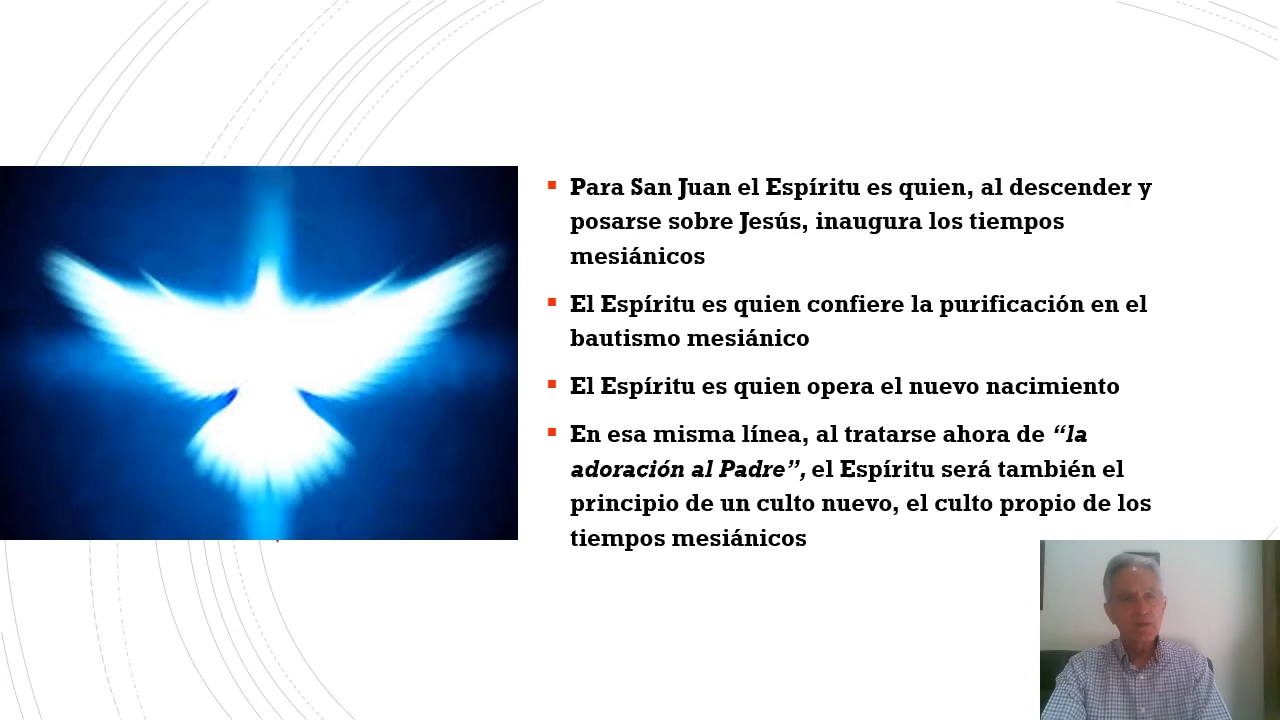 Para San Juan el Espíritu es quien, al descender y
posarse sobre Jesús, inaugura los tiempos
mesiánicos
El Espíritu es quien confiere la purificación en el
bautismo mesiánico
El Espíritu es quien opera el nuevo nacimiento
En esa misma línea, al tratarse ahora de “la
adoración al Padre”, el Espíritu será también el
principio de un culto nuevo, el culto propio de los
tiempos mesiánicos